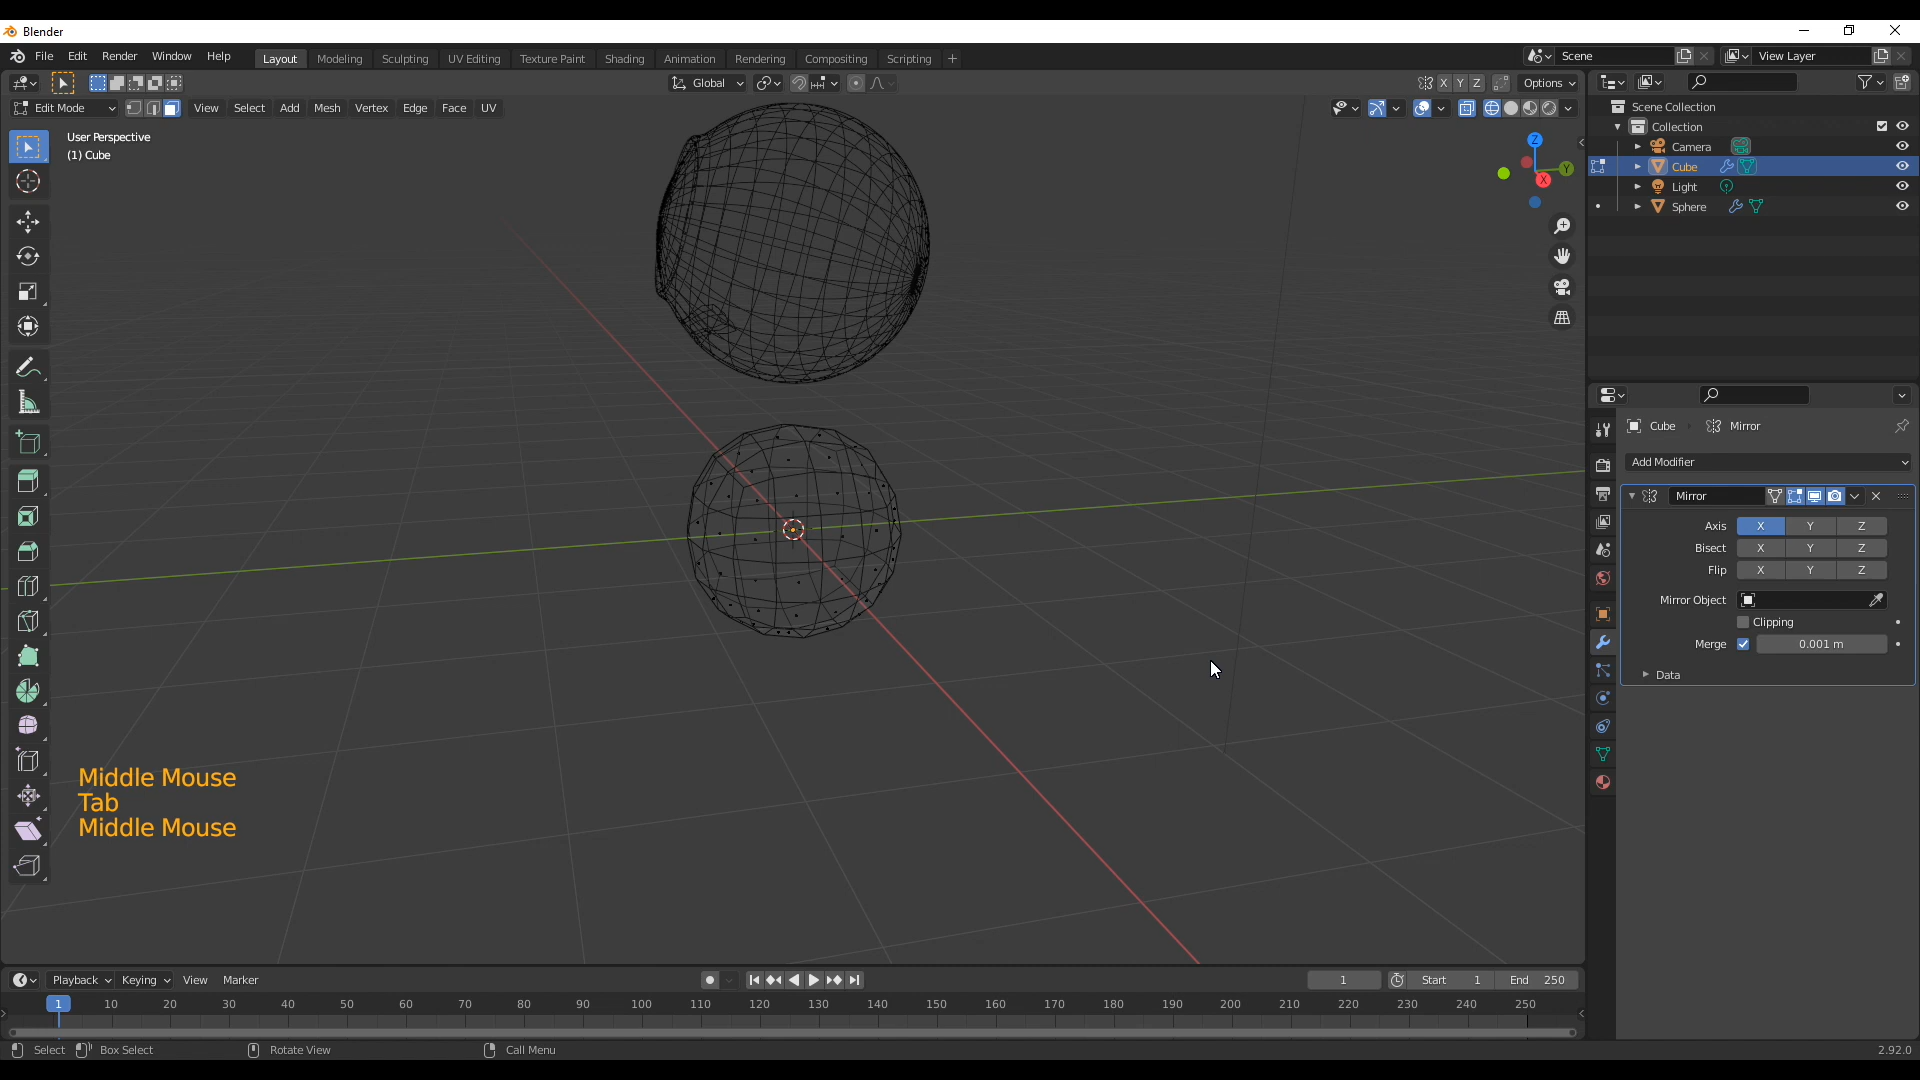 Blender
File Edit Render Window Help Layout Modeling Sculpting UV Editing Texture Paint Shading Animation Rendering Compositing Scripting + Scene View Layer
Global X Y Z Options
Edit Mode View Select Add Mesh Vertex Edge Face UV
User Perspective
(1) Cube
Z
Y
X
Scene Collection
Collection
Camera
Cube
Light
Sphere
Cube Mirror
Add Modifier
Mirror
Axis X Y Z
Bisect X Y Z
Flip X Y Z
Mirror Object
Clipping
Merge 0.001 m
Data
Middle Mouse
Tab
Middle Mouse
Playback Keying View Marker 1 Start 1 End 250
1 10 20 30 40 50 60 70 80 90 100 110 120 130 140 150 160 170 180 190 200 210 220 230 240 250
Select Box Select Rotate View Call Menu 2.92.0